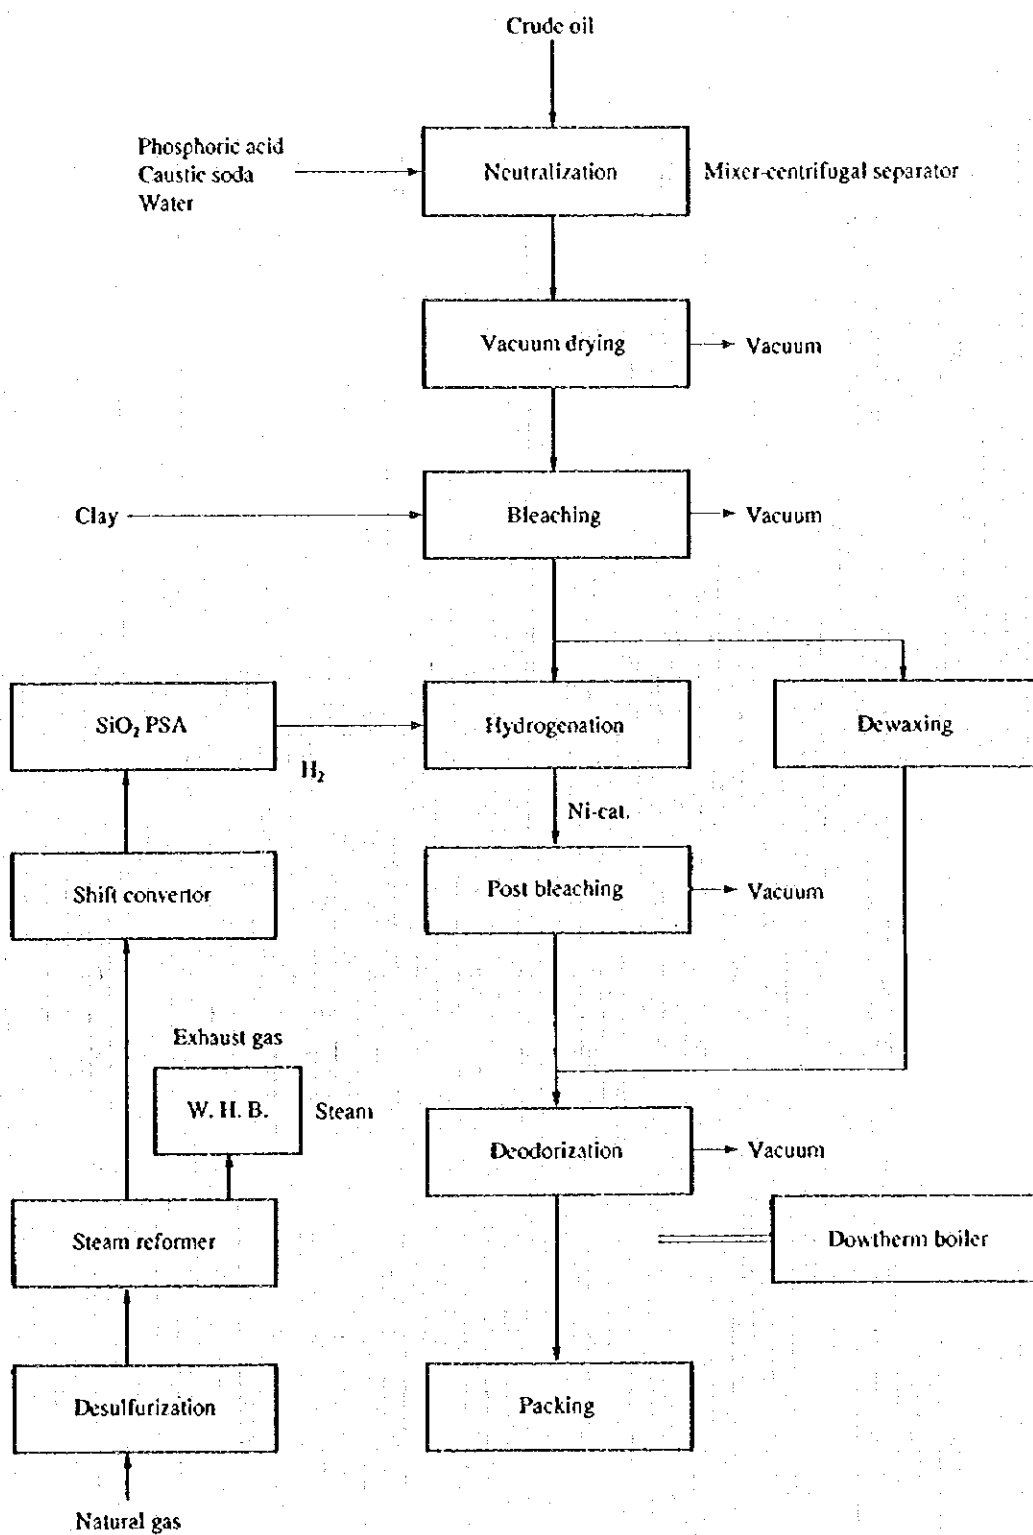 Crude oil
Phosphoric acid
Caustic soda
Water
Neutralization
Mixer-centrifugal separator
Vacuum drying
Vacuum
Clay
Bleaching
Vacuum
SiO₂ PSA
H₂
Hydrogenation
Dewaxing
Ni-cat.
Shift convertor
Post bleaching
Vacuum
Exhaust gas
W. H. B.
Steam
Deodorization
Vacuum
Steam reformer
Dowtherm boiler
Desulfurization
Packing
Natural gas